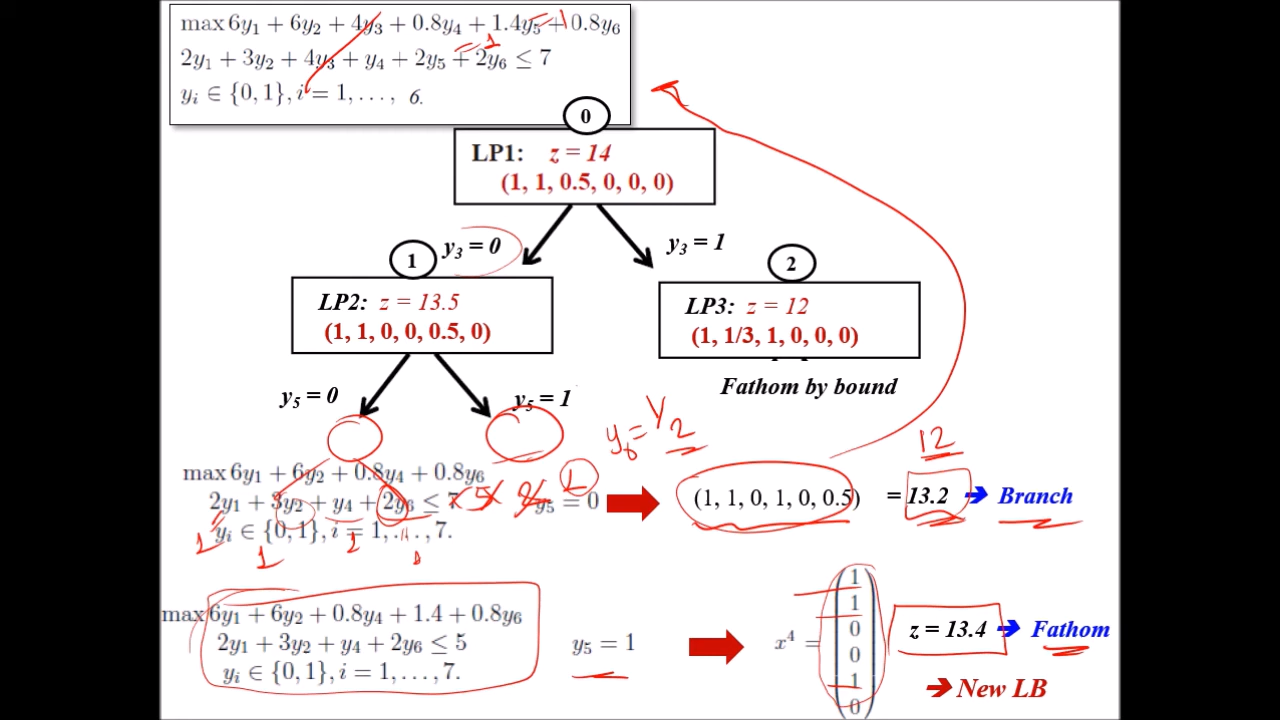 max 6y₁ + 6y₂ + 4y₃ + 0.8y₄ + 1.4y₅ + 0.8y₆
=1
2y₁ + 3y₂ + 4y₃ + y₄ + 2y₅ + 2y₆ ≤ 7
=1
yᵢ ∈ {0, 1}, i = 1, . . . , 6.
0
LP1: z = 14
(1, 1, 0.5, 0, 0, 0)
y₃ = 0
y₃ = 1
1
2
LP2: z = 13.5
(1, 1, 0, 0, 0.5, 0)
LP3: z = 12
(1, 1/3, 1, 0, 0, 0)
Fathom by bound
y₅ = 0
y₅ = 1
y₆ = 1/2
12
max 6y₁ + 6y₂ + 0.8y₄ + 0.8y₆
2y₁ + 3y₂ + y₄ + 2y₆ ≤ 7
y₅ = 0
(1, 1, 0, 1, 0, 0.5)
= 13.2 ➔ Branch
yᵢ ∈ {0, 1}, i = 1, . . . , 7.
max 6y₁ + 6y₂ + 0.8y₄ + 1.4 + 0.8y₆
2y₁ + 3y₂ + y₄ + 2y₆ ≤ 5
yᵢ ∈ {0, 1}, i = 1, . . . , 7.
y₅ = 1
x⁴ =
1
1
0
0
1
0
z = 13.4 ➔ Fathom
➔ New LB